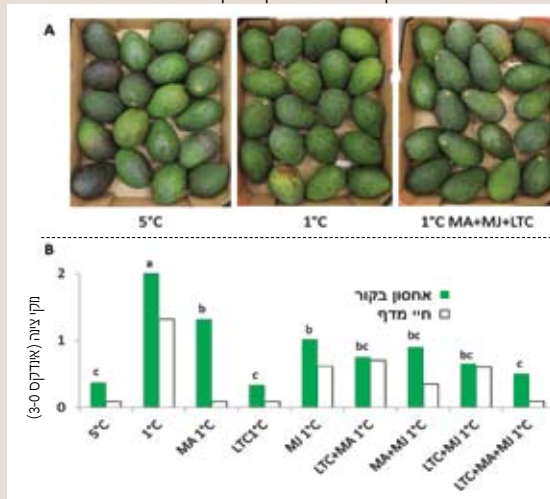 A
5°C
1°C
1°C MA+MJ+LTC
B
נזקי צינה (אינדקס 3-0)
2
1
0
אחסון בקור
חיי מדף
c
a
b
c
b
bc
bc
bc
c
5°C
1°C
MA 1°C
LTC1°C
MJ 1°C
LTC+MA 1°C
MA+MJ 1°C
LTC+MJ 1°C
LTC+MA+MJ 1°C